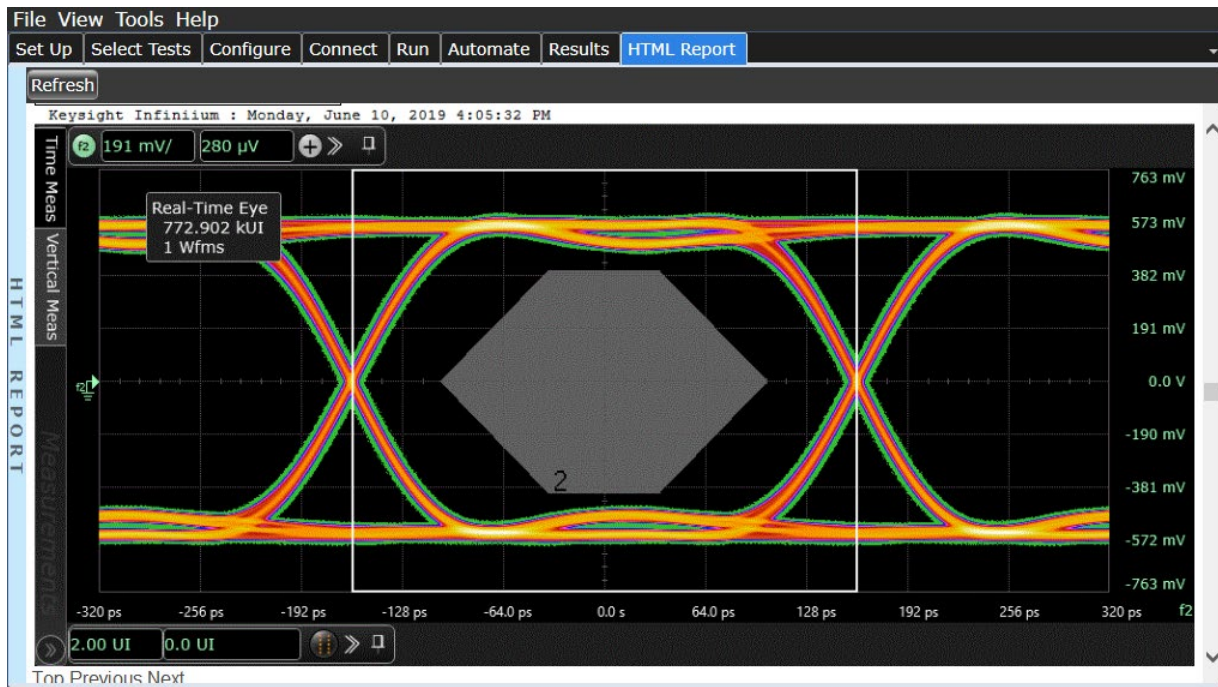 File View Tools Help
Set Up Select Tests Configure Connect Run Automate Results HTML Report
Refresh
Keysight Infiniium : Monday, June 10, 2019 4:05:32 PM
HTML REPORT
Time Meas
Vertical Meas
Measurements
f2 191 mV/ 280 µV
Real-Time Eye
772.902 kUI
1 Wfms
763 mV
573 mV
382 mV
191 mV
f2 0.0 V
-190 mV
2
-381 mV
-572 mV
-763 mV
-320 ps -256 ps -192 ps -128 ps -64.0 ps 0.0 s 64.0 ps 128 ps 192 ps 256 ps 320 ps f2
2.00 UI 0.0 UI
Top Previous Next